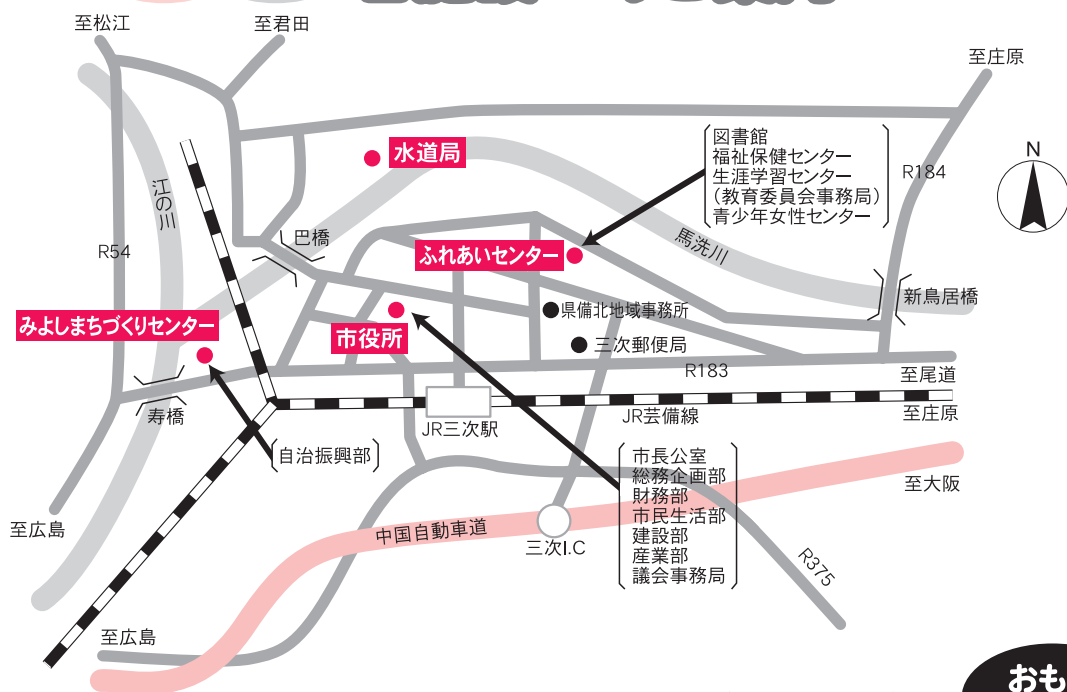 至松江
至君田
至庄原
水道局
図書館
福祉保健センター
生涯学習センター
(教育委員会事務局)
青少年女性センター
R184
N
江の川
R54
巴橋
ふれあいセンター
馬洗川
新鳥居橋
みよしまちづくりセンター
市役所
県備北地域事務所
三次郵便局
R183
至尾道
寿橋
JR三次駅
JR芸備線
至庄原
自治振興部
市長公室
総務企画部
財務部
市民生活部
建設部
産業部
議会事務局
至大阪
至広島
中国自動車道
三次I.C
R375
至広島
おも